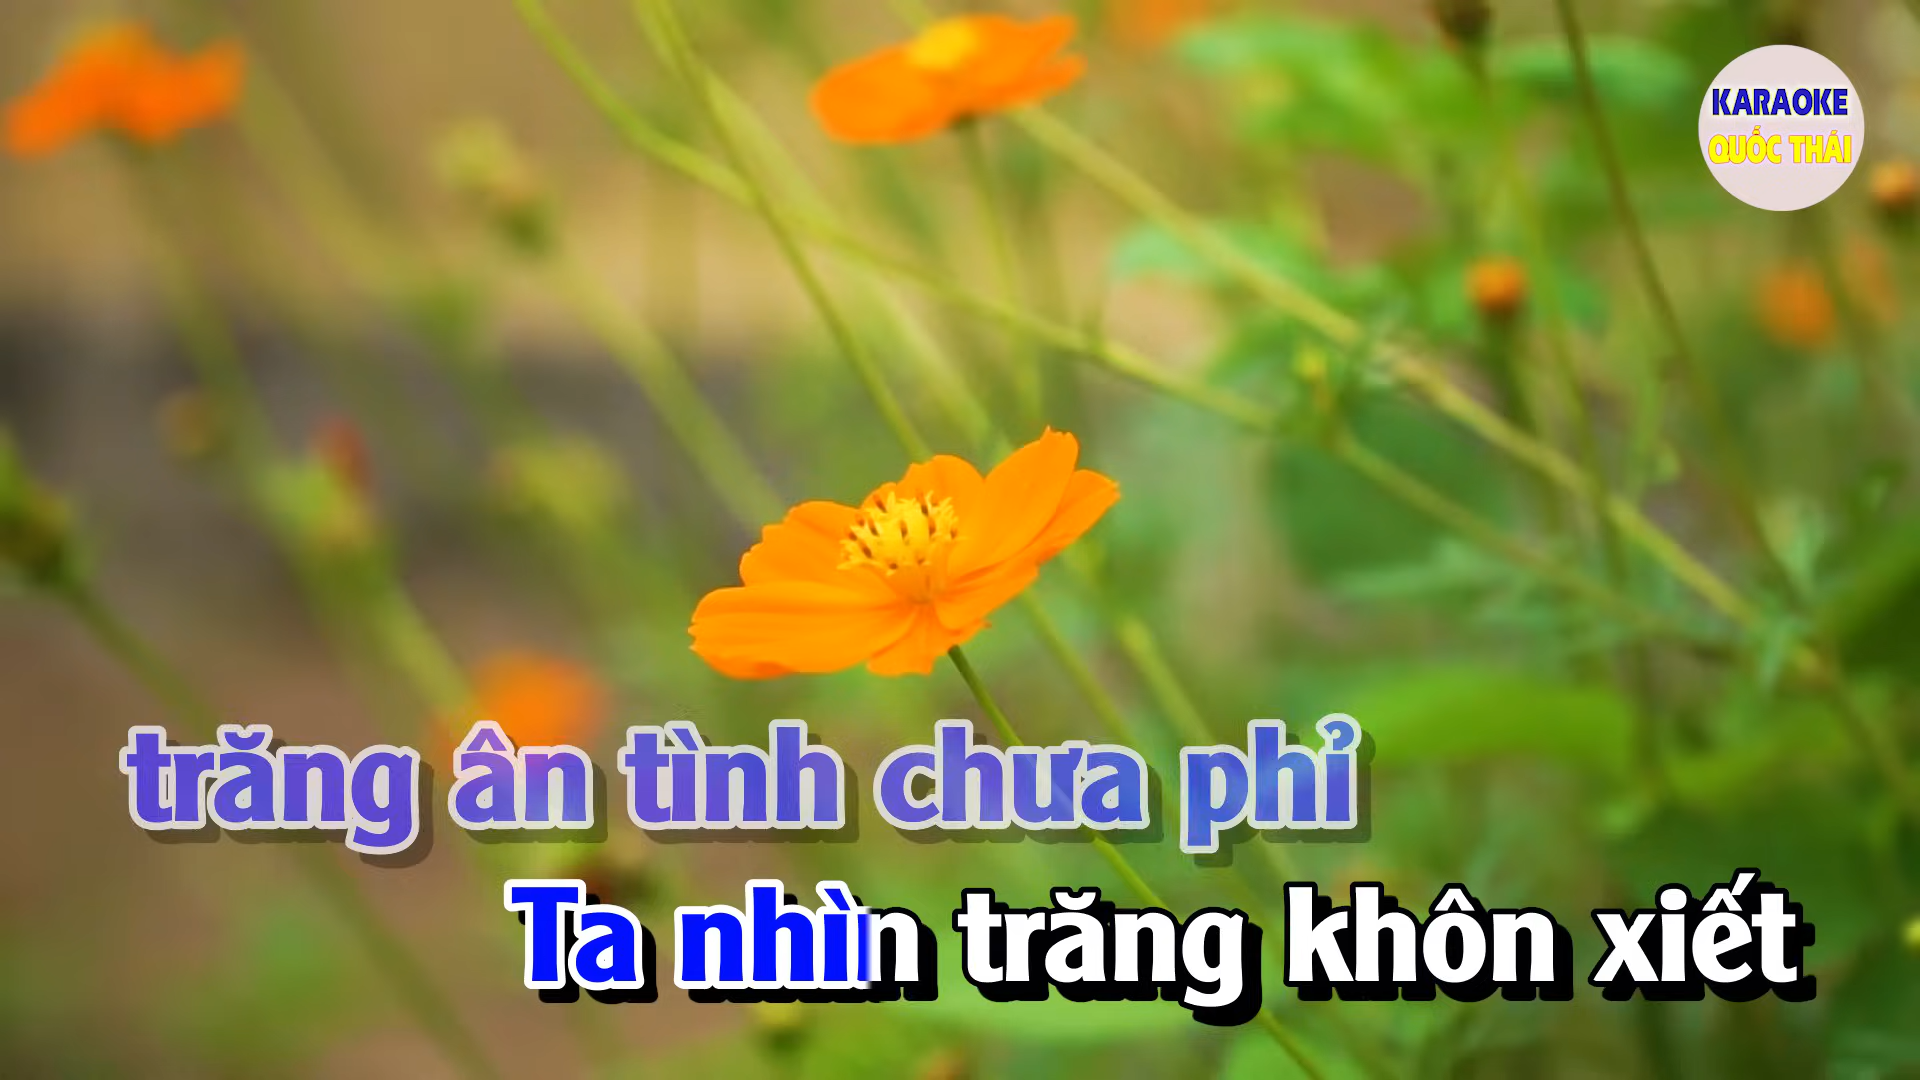 KARAOKE
QUỐC THÁI
trăng ân tình chưa phỉ
Ta nhìn trăng khôn xiết